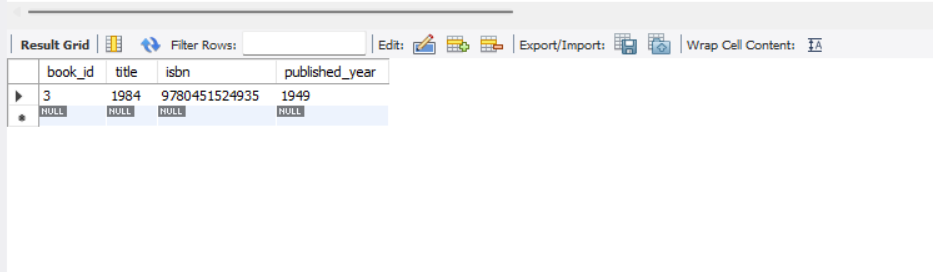 Result Grid Filter Rows: Edit: Export/Import: Wrap Cell Content: IA
book_id title isbn published_year
3 1984 9780451524935 1949
NULL NULL NULL NULL